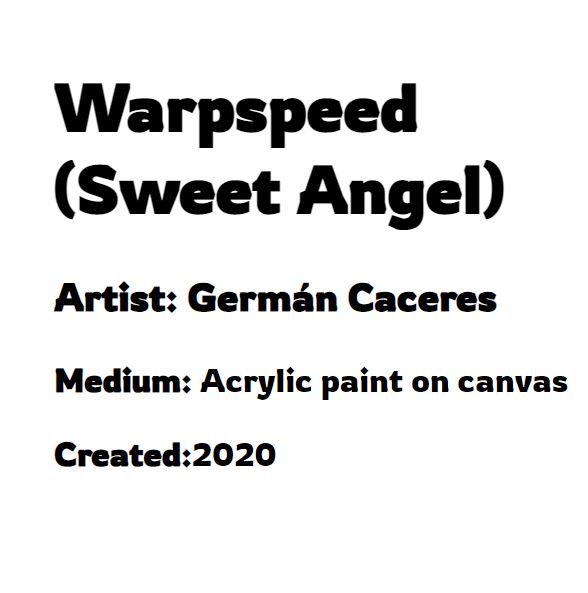 Warpspeed
(Sweet Angel)
Artist: Germán Caceres
Medium: Acrylic paint on canvas
Created:2020